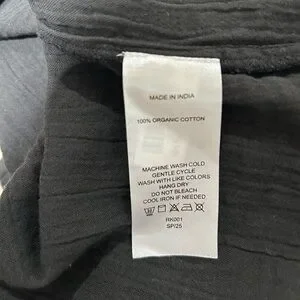 MADE IN INDIA
100% ORGANIC COTTON
MACHINE WASH COLD
GENTLE CYCLE
WASH WITH LIKE COLORS
HANG DRY
DO NOT BLEACH
COOL IRON IF NEEDED
RK001
SP/25